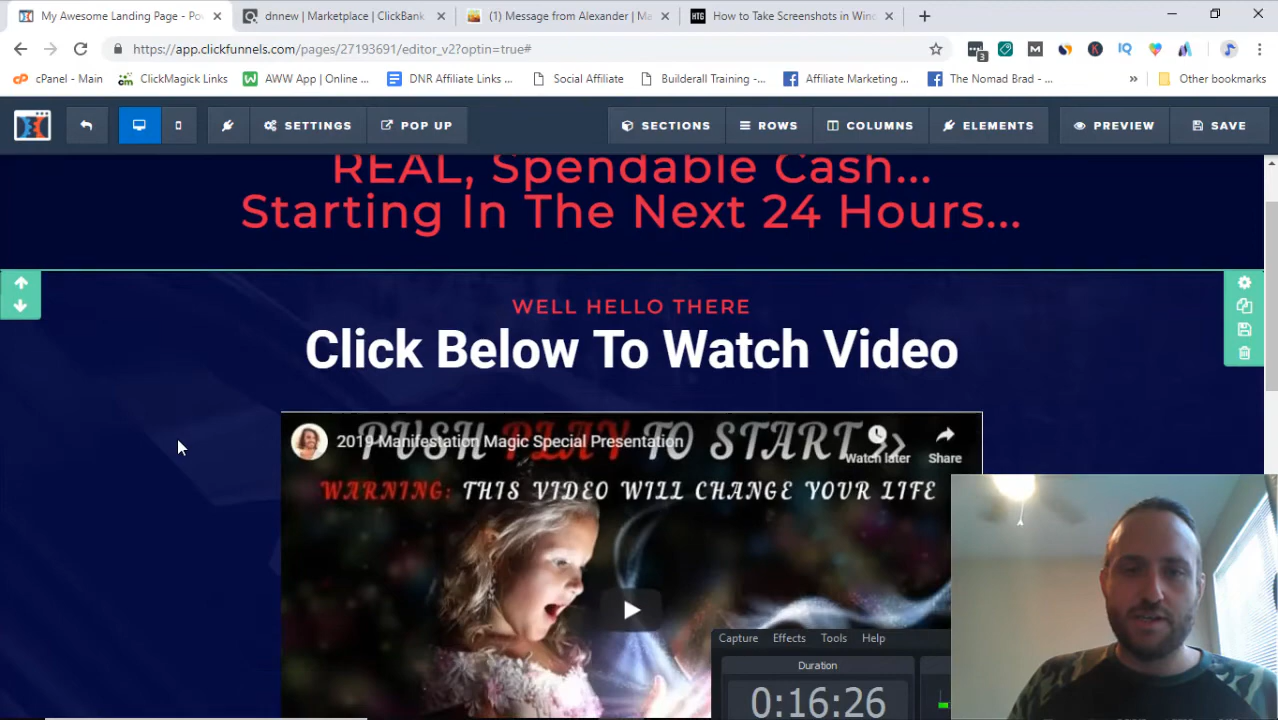 My Awesome Landing Page - Po
dnnew | Marketplace | ClickBank
(1) Message from Alexander | Ma
HTG
How to Take Screenshots in Win
https://app.clickfunnels.com/pages/27193691/editor_v2?optin=true#
3
M
K
IQ
cPanel - Main
ClickMagick Links
AWW App | Online ...
DNR Affiliate Links ...
Social Affiliate
Builderall Training -...
Affiliate Marketing ...
The Nomad Brad - ...
»
Other bookmarks
SETTINGS
POP UP
SECTIONS
ROWS
COLUMNS
ELEMENTS
PREVIEW
SAVE
REAL, Spendable Cash...
Starting In The Next 24 Hours...
WELL HELLO THERE
Click Below To Watch Video
2019 Manifestation Magic Special Presentation
PUSH PLAY TO START
Watch later
Share
WARNING: THIS VIDEO WILL CHANGE YOUR LIFE
Capture Effects Tools Help
Duration
0:16:26